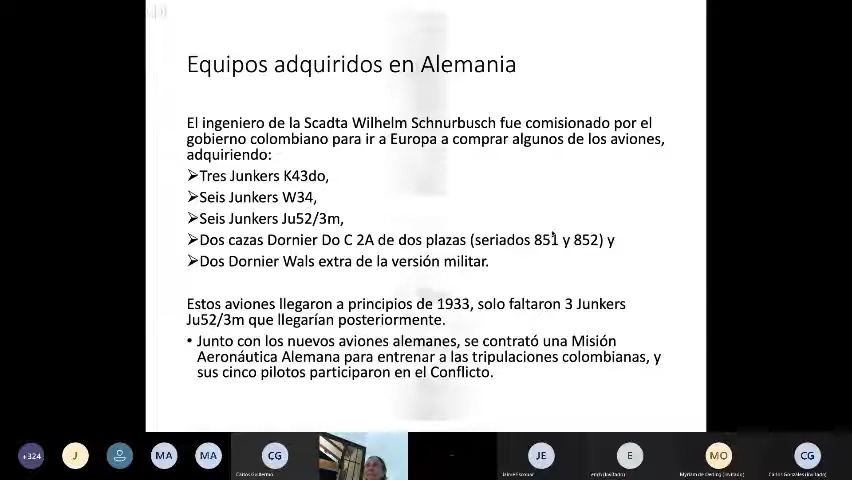 Equipos adquiridos en Alemania
El ingeniero de la Scadta Wilhelm Schnurbusch fue comisionado por el
gobierno colombiano para ir a Europa a comprar algunos de los aviones,
adquiriendo:
➢Tres Junkers K43do,
➢Seis Junkers W34,
➢Seis Junkers Ju52/3m,
➢Dos cazas Dornier Do C 2A de dos plazas (seriados 851 y 852) y
➢Dos Dornier Wals extra de la versión militar.
Estos aviones llegaron a principios de 1933, solo faltaron 3 Junkers
Ju52/3m que llegarían posteriormente.
• Junto con los nuevos aviones alemanes, se contrató una Misión
Aeronáutica Alemana para entrenar a las tripulaciones colombianas, y
sus cinco pilotos participaron en el Conflicto.
+324 J MA MA CG JE E MO CG
Carlos Guillermo